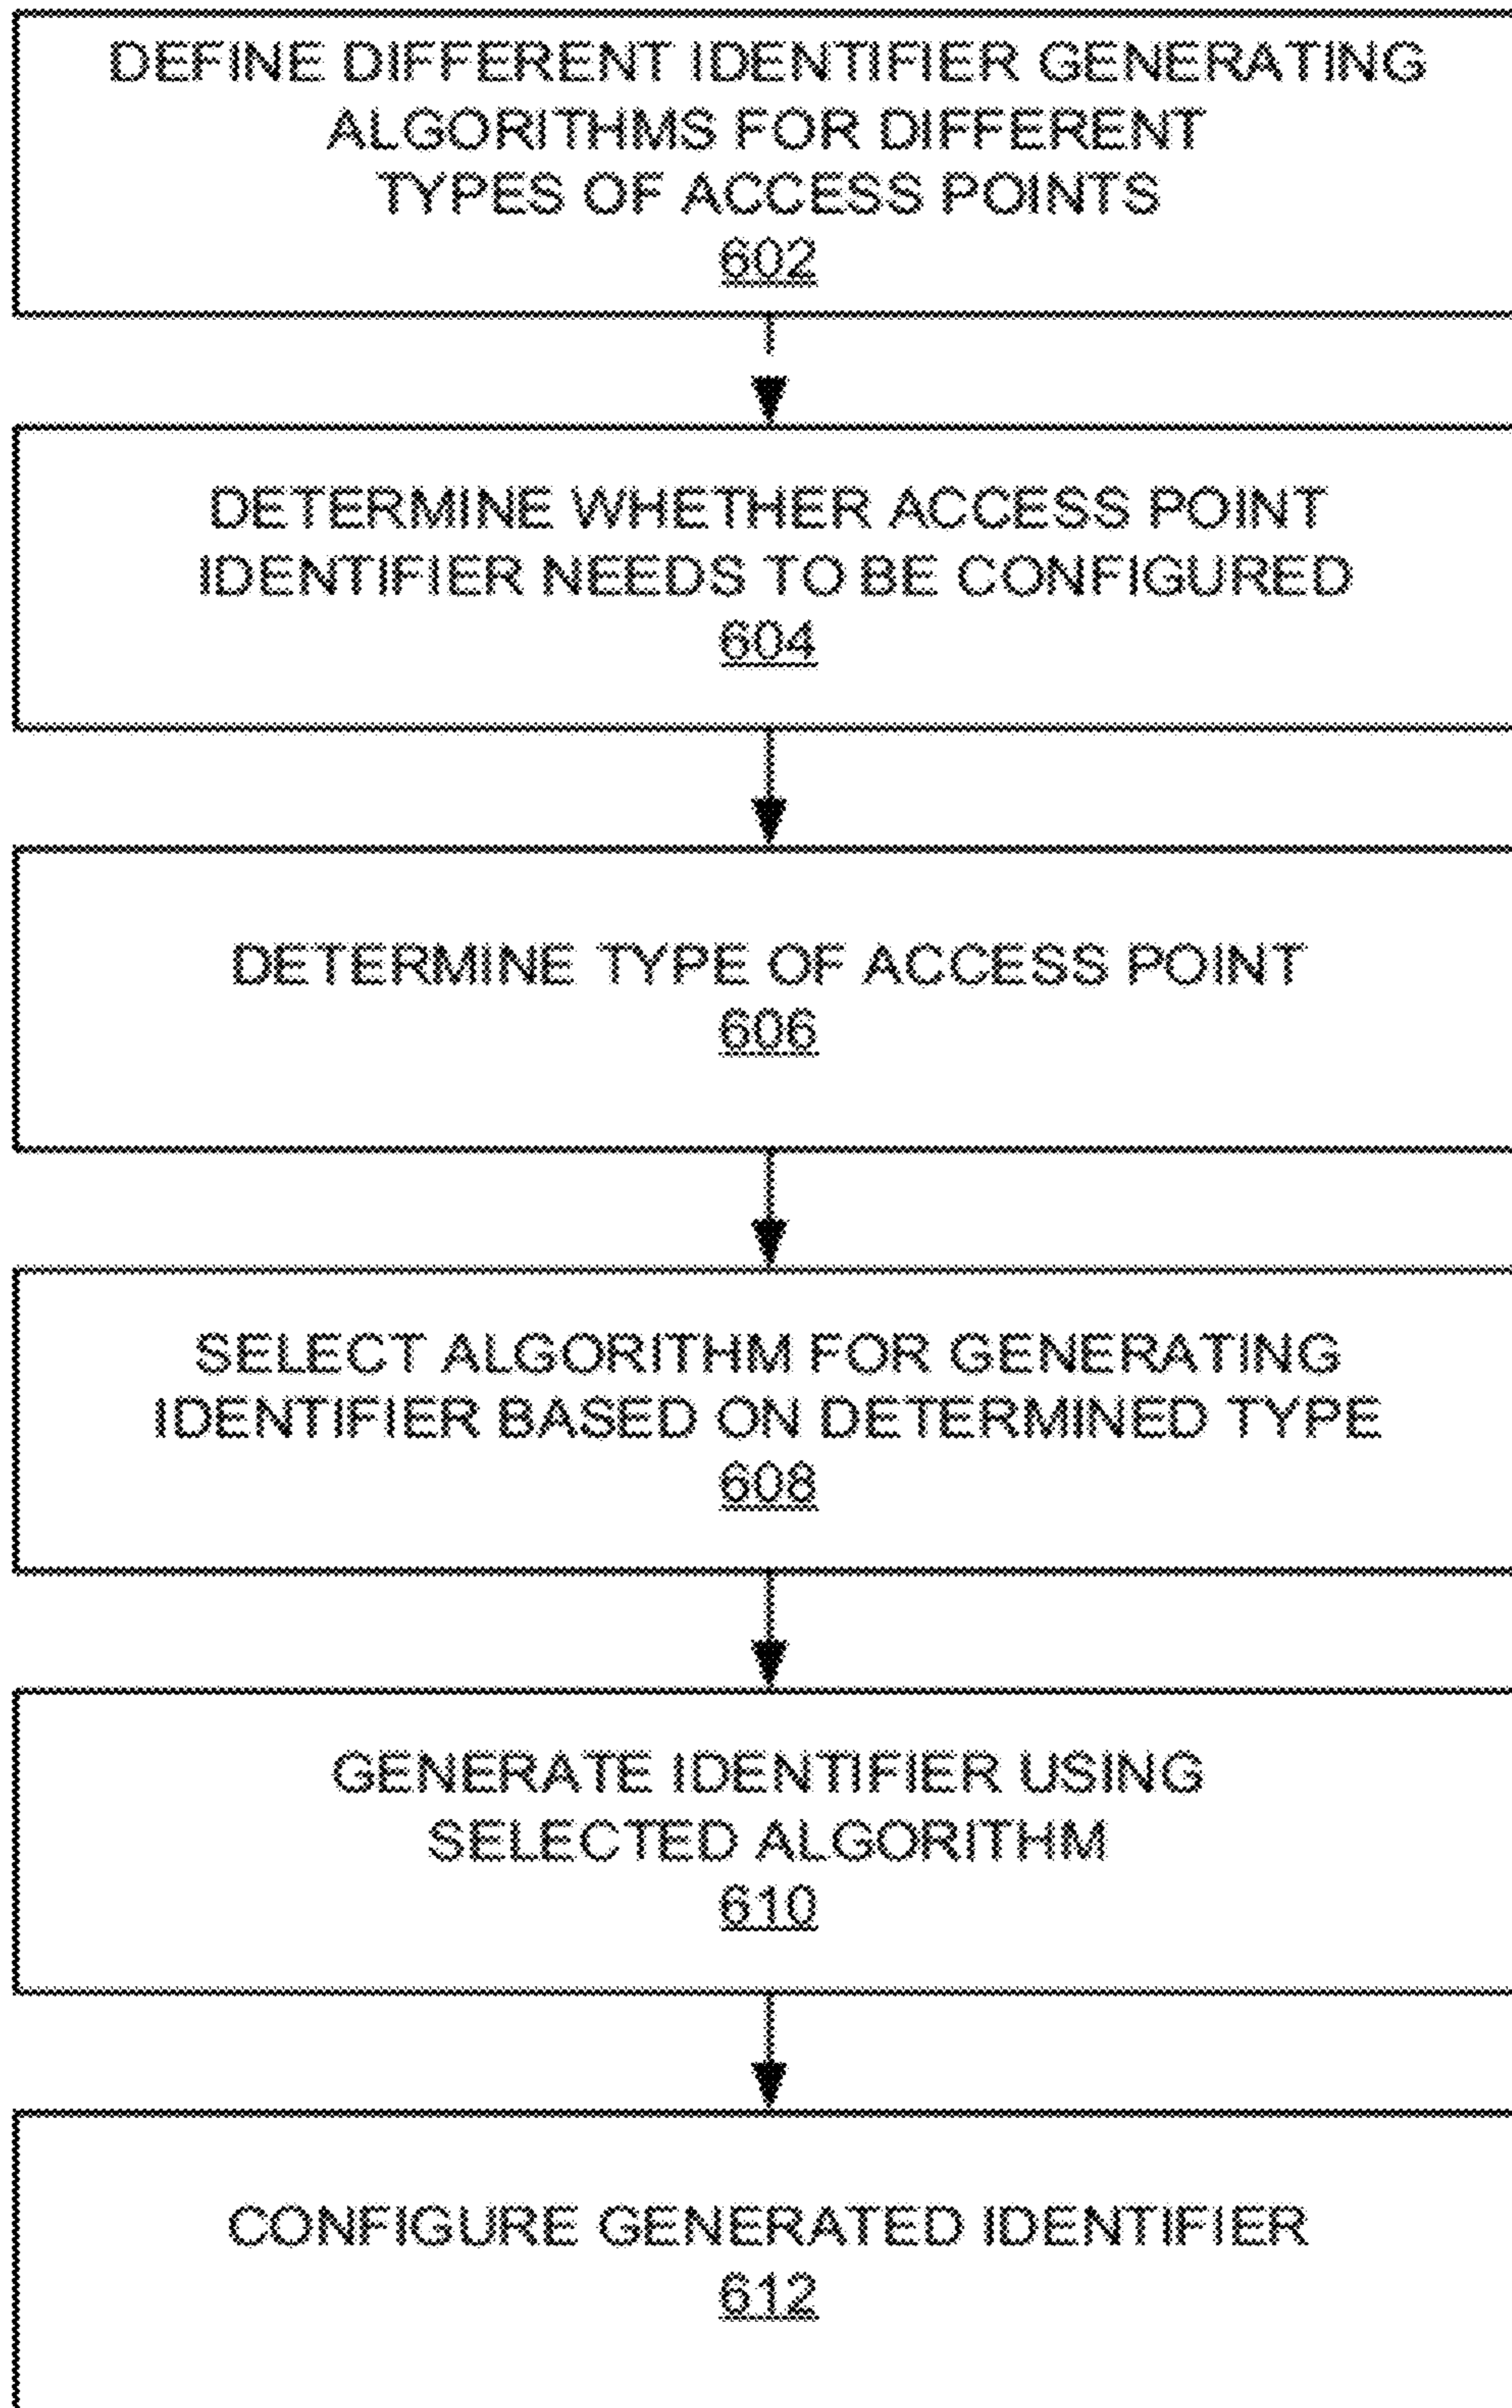 DEFINE DIFFERENT IDENTIFIER GENERATING
ALGORITHMS FOR DIFFERENT
TYPES OF ACCESS POINTS
602
DETERMINE WHETHER ACCESS POINT
IDENTIFIER NEEDS TO BE CONFIGURED
604
DETERMINE TYPE OF ACCESS POINT
606
SELECT ALGORITHM FOR GENERATING
IDENTIFIER BASED ON DETERMINED TYPE
608
GENERATE IDENTIFIER USING
SELECTED ALGORITHM
610
CONFIGURE GENERATED IDENTIFIER
612